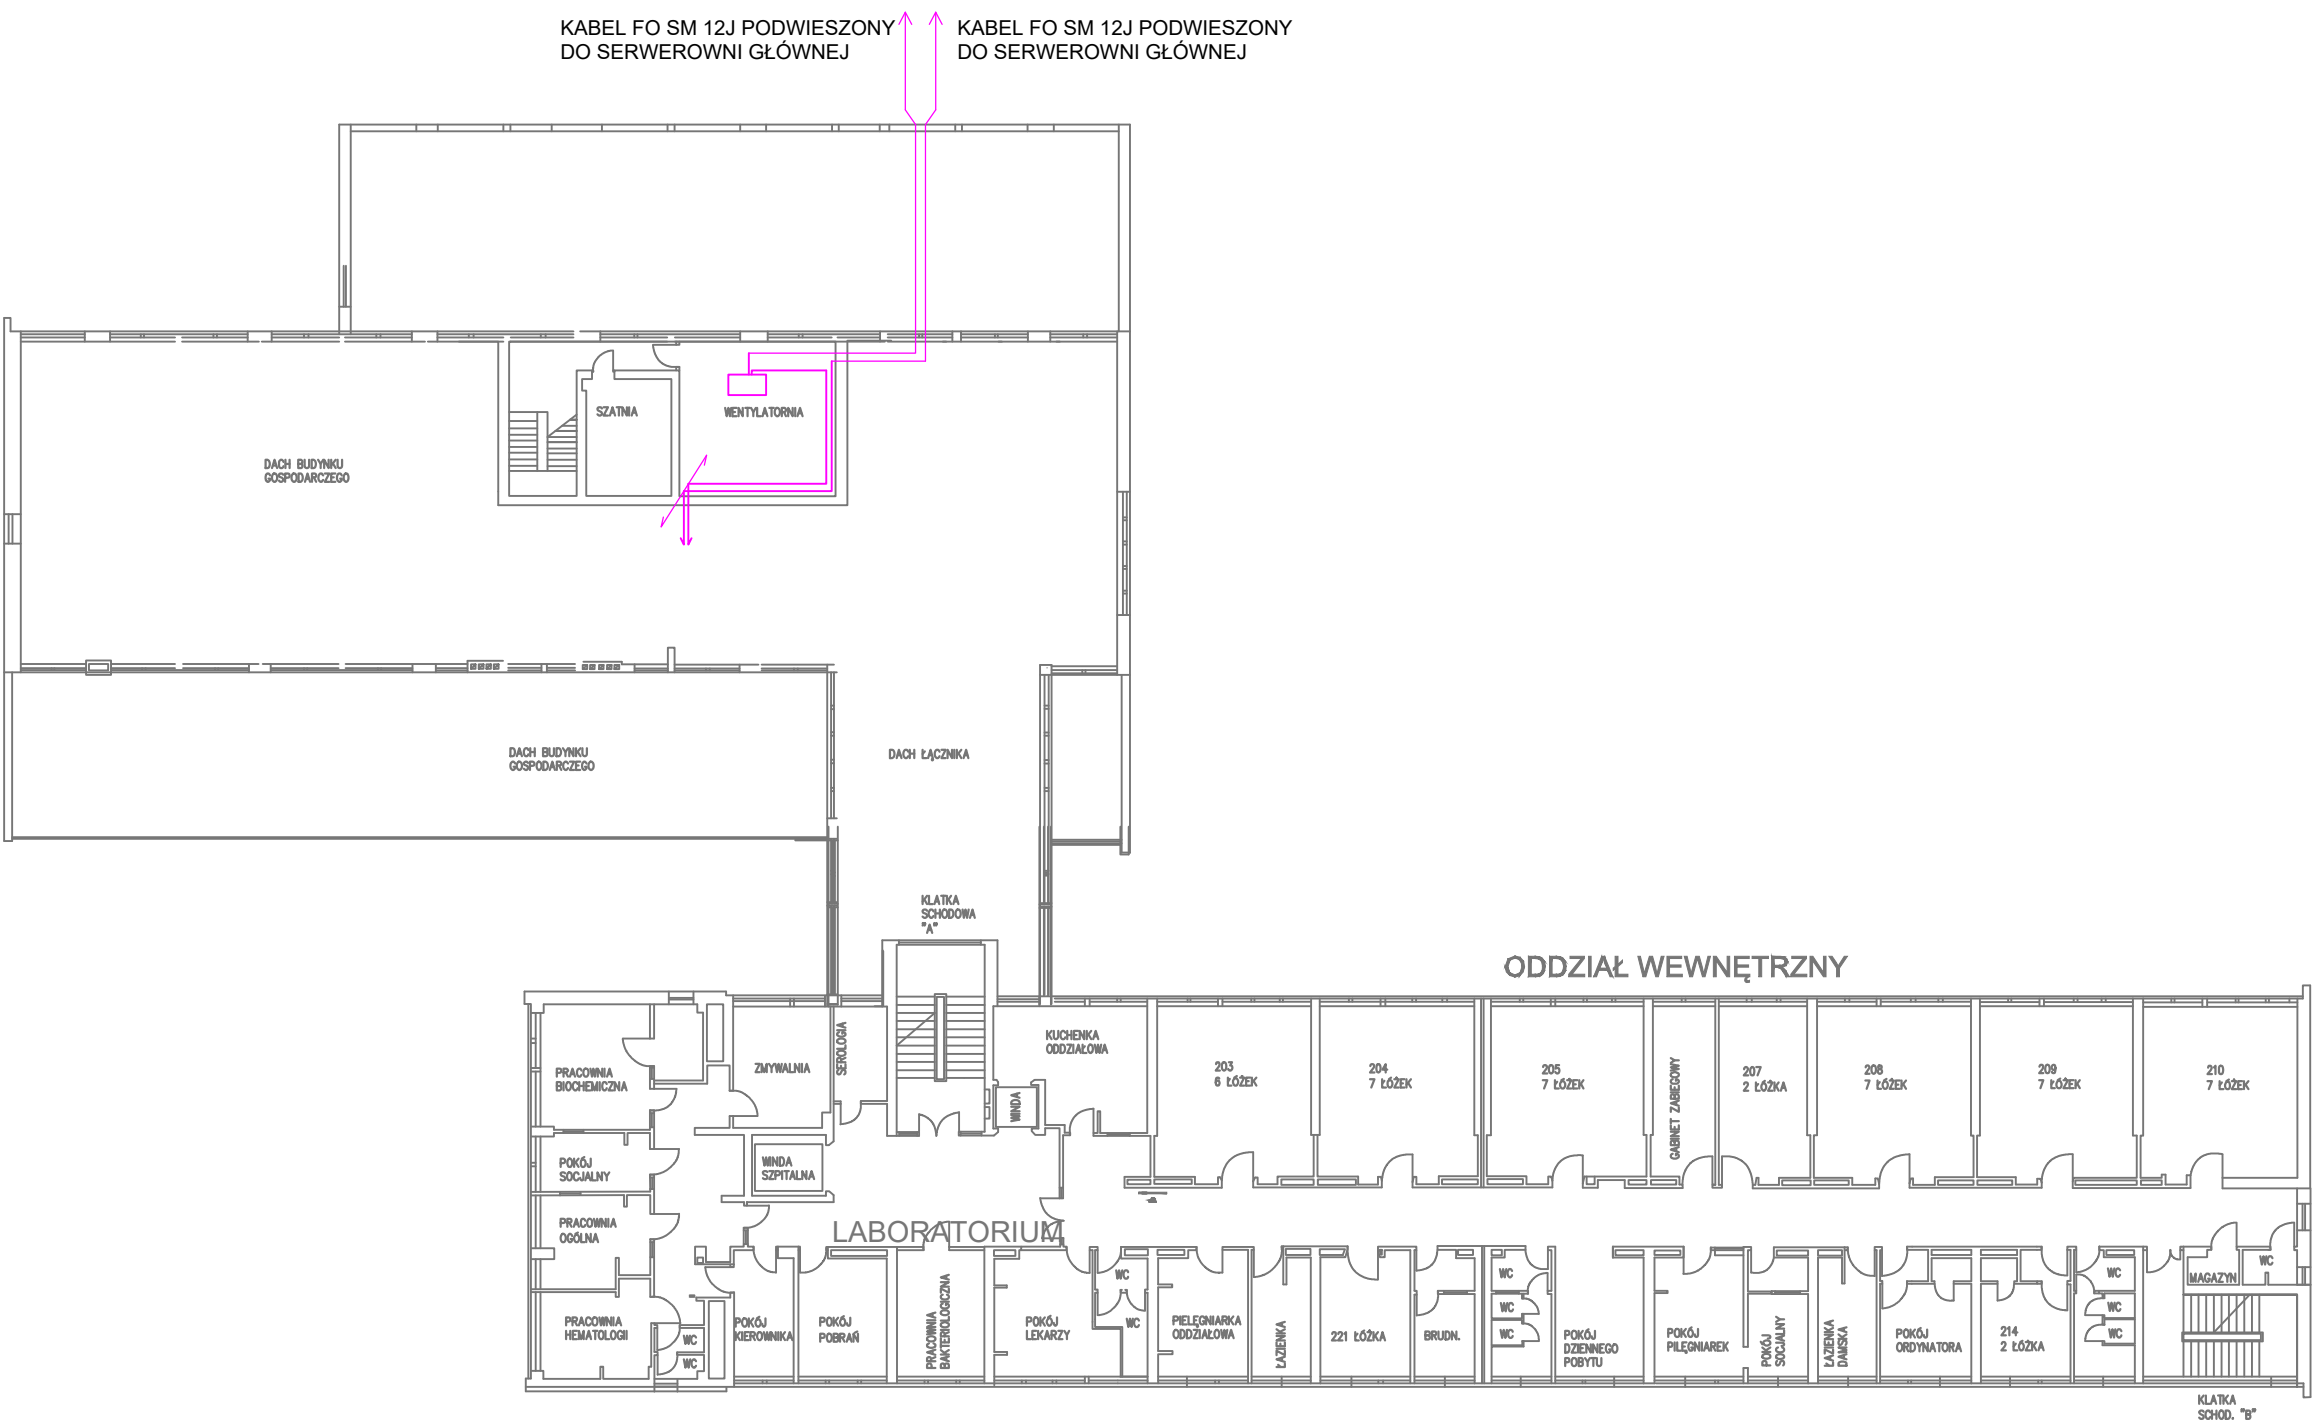 KABEL FO SM 12J PODWIESZONY
DO SERWEROWNI GŁÓWNEJ
KABEL FO SM 12J PODWIESZONY
DO SERWEROWNI GŁÓWNEJ
SZATNIA
WENTYLATORNIA
DACH BUDYNKU
GOSPODARCZEGO
DACH BUDYNKU
GOSPODARCZEGO
DACH ŁĄCZNIKA
KLATKA
SCHODOWA
"A"
ODDZIAŁ WEWNĘTRZNY
PRACOWNIA
BIOCHEMICZNA
ZMYWALNIA
SEROLOGIA
KUCHENKA
ODDZIAŁOWA
WINDA
203
6 ŁÓŻEK
204
7 ŁÓŻEK
205
7 ŁÓŻEK
GABINET ZABIEGOWY
207
2 ŁÓŻKA
208
7 ŁÓŻEK
209
7 ŁÓŻEK
210
7 ŁÓŻEK
POKÓJ
SOCJALNY
WINDA
SZPITALNA
PRACOWNIA
OGÓLNA
LABORATORIUM
PRACOWNIA
HEMATOLOGII
WC
WC
POKÓJ
KIEROWNIKA
POKÓJ
POBRAŃ
PRACOWNIA
BAKTERIOLOGICZNA
POKÓJ
LEKARZY
WC
WC
PIELĘGNIARKA
ODDZIAŁOWA
ŁAZIENKA
221 ŁÓŻKA
BRUDN.
WC
WC
WC
POKÓJ
DZIENNEGO
POBYTU
POKÓJ
PILĘGNIAREK
POKÓJ
SOCJALNY
ŁAZIENKA
DAMSKA
POKÓJ
ORDYNATORA
214
2 ŁÓŻKA
WC
WC
WC
MAGAZYN
WC
KLATKA
SCHOD. "B"